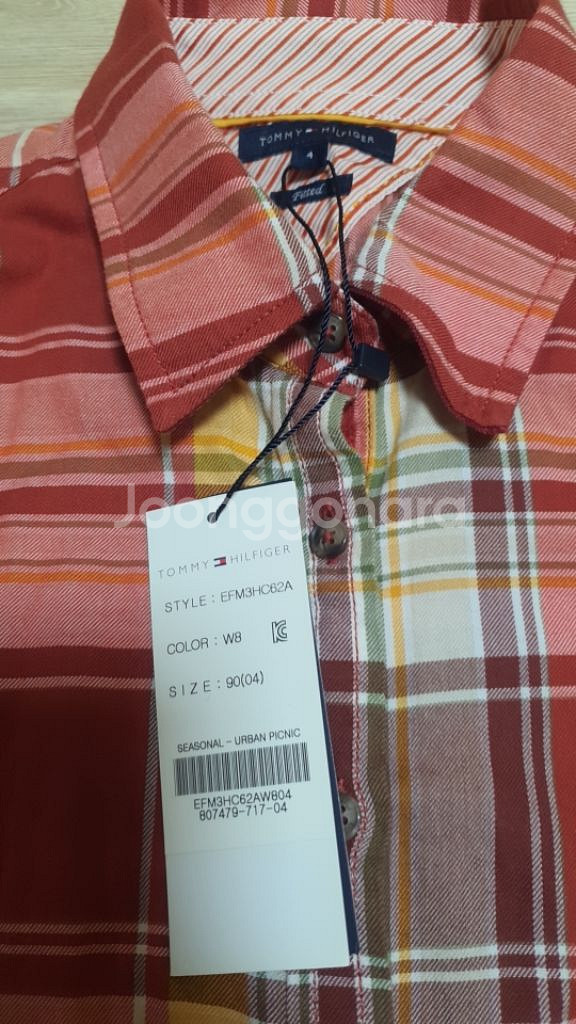 TOMMY HILFIGER
4
Fitted
Joonggonara
TOMMY HILFIGER
STYLE : EFM3HC62A
COLOR : W8
SIZE : 90(04)
SEASONAL - URBAN PICNIC
EFM3HC62AW804
807479-717-04